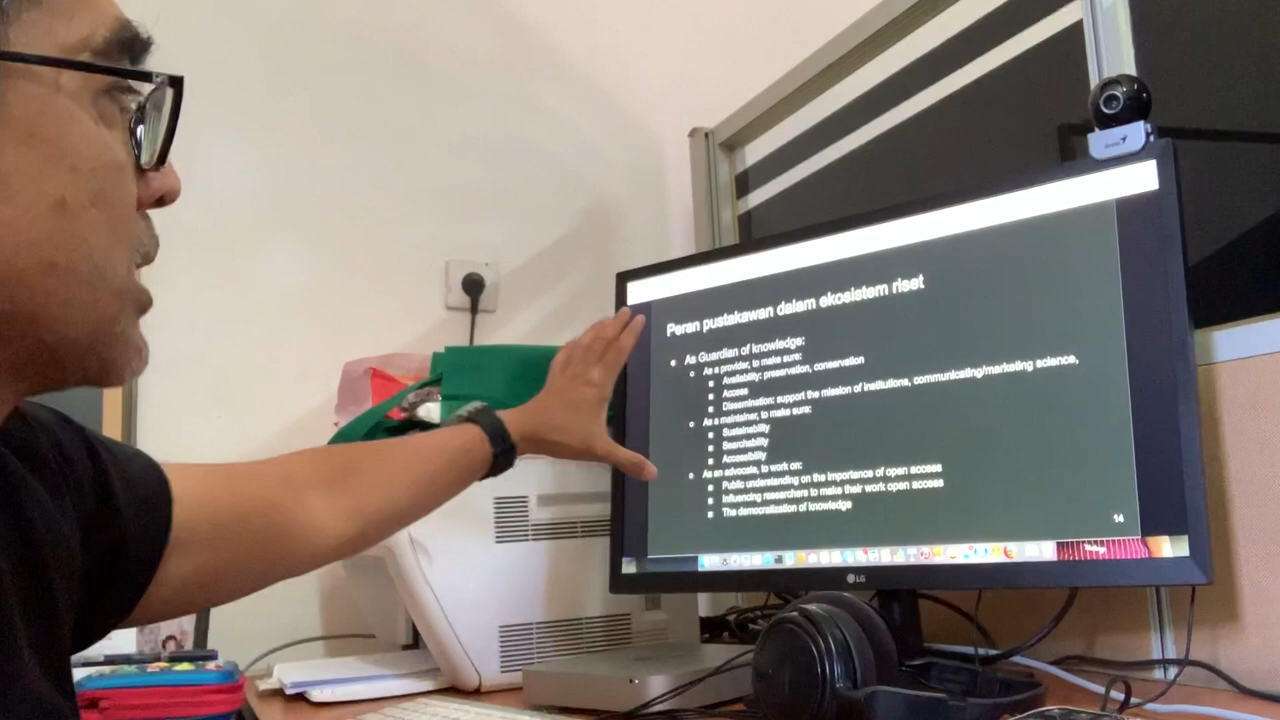 Peran pustakawan dalam ekosistem riset
As Guardian of knowledge:
As a provider, to make sure:
Availability: preservation, conservation
Access
Dissemination: support the mission of institutions, communicating/marketing science,
As a maintainer, to make sure:
Sustainability
Searchability
Accessibility
As an advocate, to work on:
Public understanding on the importance of open access
Influencing researchers to make their work open access
The democratization of knowledge
14
LG